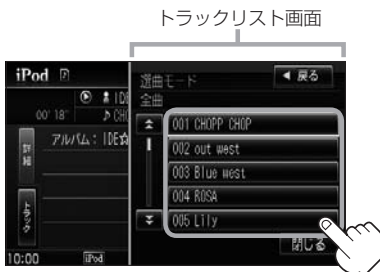 トラックリスト画面
iPod
選曲モード
◀ 戻る
全曲
IDE
00'18"
CHO
001 CHOPP CHOP
アルバム: IDE☆
002 out west
詳細
003 Blue west
004 ROSA
トラック
005 Lily
閉じる
10:00
iPod